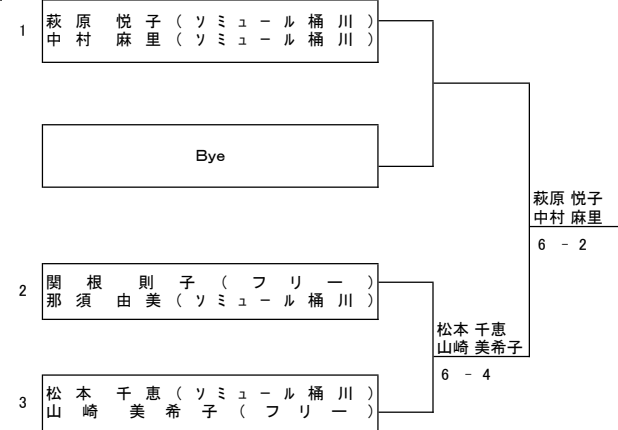 1
萩原 悦子(ソミュール桶川)
中村 麻里(ソミュール桶川)
Bye
萩原 悦子
中村 麻里
6 - 2
2
関根 則子(フリー)
那須 由美(ソミュール桶川)
松本 千恵
山崎 美希子
6 - 4
3
松本 千恵(ソミュール桶川)
山崎 美希子(フリー)